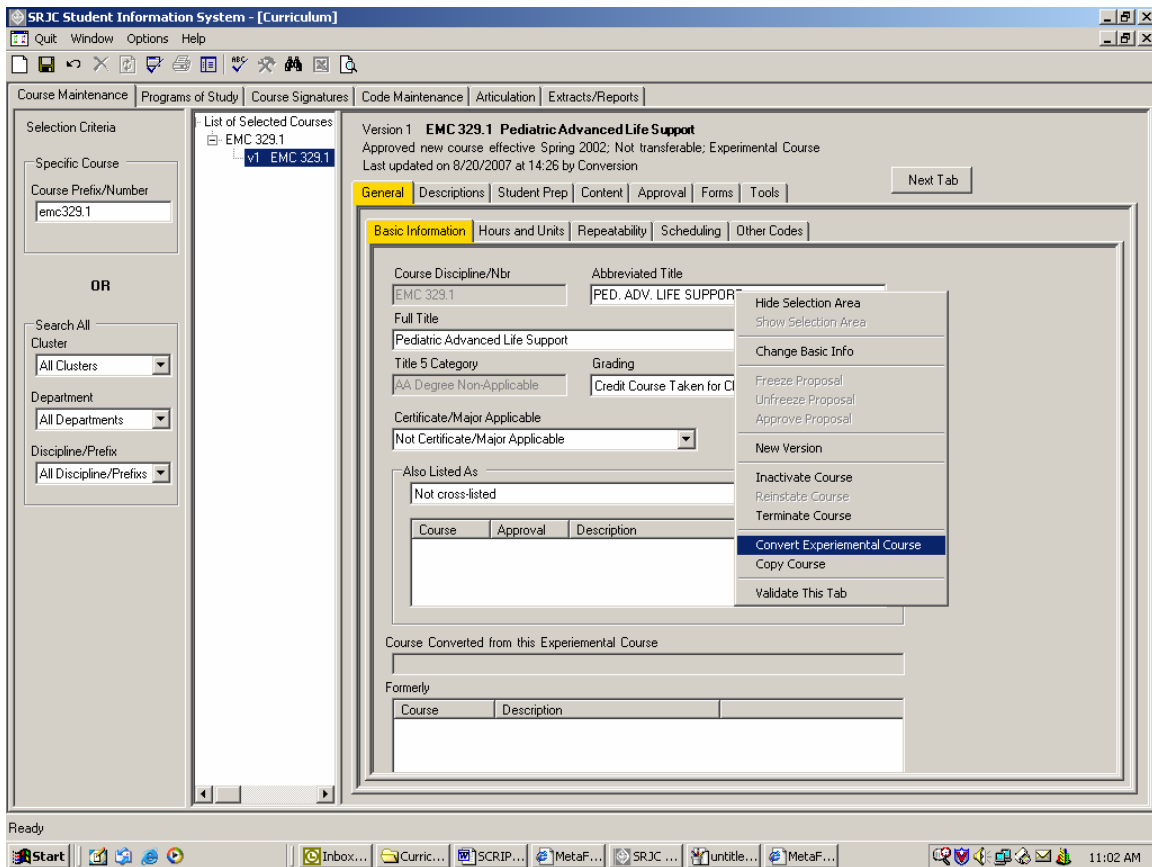 SRJC Student Information System - [Curriculum]
Quit Window Options Help
Course Maintenance Programs of Study Course Signatures Code Maintenance Articulation Extracts/Reports
Selection Criteria
Specific Course
Course Prefix/Number
emc329.1
OR
Search All
Cluster
All Clusters
Department
All Departments
Discipline/Prefix
All Discipline/Prefixs
List of Selected Courses
EMC 329.1
v1 EMC 329.1
Version 1 EMC 329.1 Pediatric Advanced Life Support
Approved new course effective Spring 2002; Not transferable; Experimental Course
Last updated on 8/20/2007 at 14:26 by Conversion
Next Tab
General Descriptions Student Prep Content Approval Forms Tools
Basic Information Hours and Units Repeatability Scheduling Other Codes
Course Discipline/Nbr Abbreviated Title
EMC 329.1 PED. ADV. LIFE SUPPORT
Full Title
Pediatric Advanced Life Support
Title 5 Category Grading
AA Degree Non-Applicable Credit Course Taken for
Certificate/Major Applicable
Not Certificate/Major Applicable
Also Listed As
Not cross-listed
Course Approval Description
Course Converted from this Experiemental Course
Formerly
Course Description
Hide Selection Area
Show Selection Area
Change Basic Info
Freeze Proposal
Unfreeze Proposal
Approve Proposal
New Version
Inactivate Course
Reinstate Course
Terminate Course
Convert Experiemental Course
Copy Course
Validate This Tab
Ready
Start Inbox... Curric... SCRIP... MetaF... SRJC ... untitle... MetaF... 11:02 AM